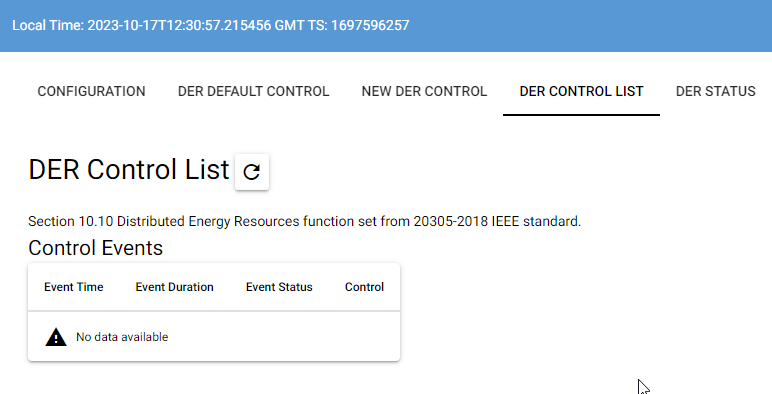 Local Time: 2023-10-17T12:30:57.215456 GMT TS: 1697596257
CONFIGURATION DER DEFAULT CONTROL NEW DER CONTROL DER CONTROL LIST DER STATUS
DER Control List
Section 10.10 Distributed Energy Resources function set from 20305-2018 IEEE standard.
Control Events
Event Time Event Duration Event Status Control
No data available